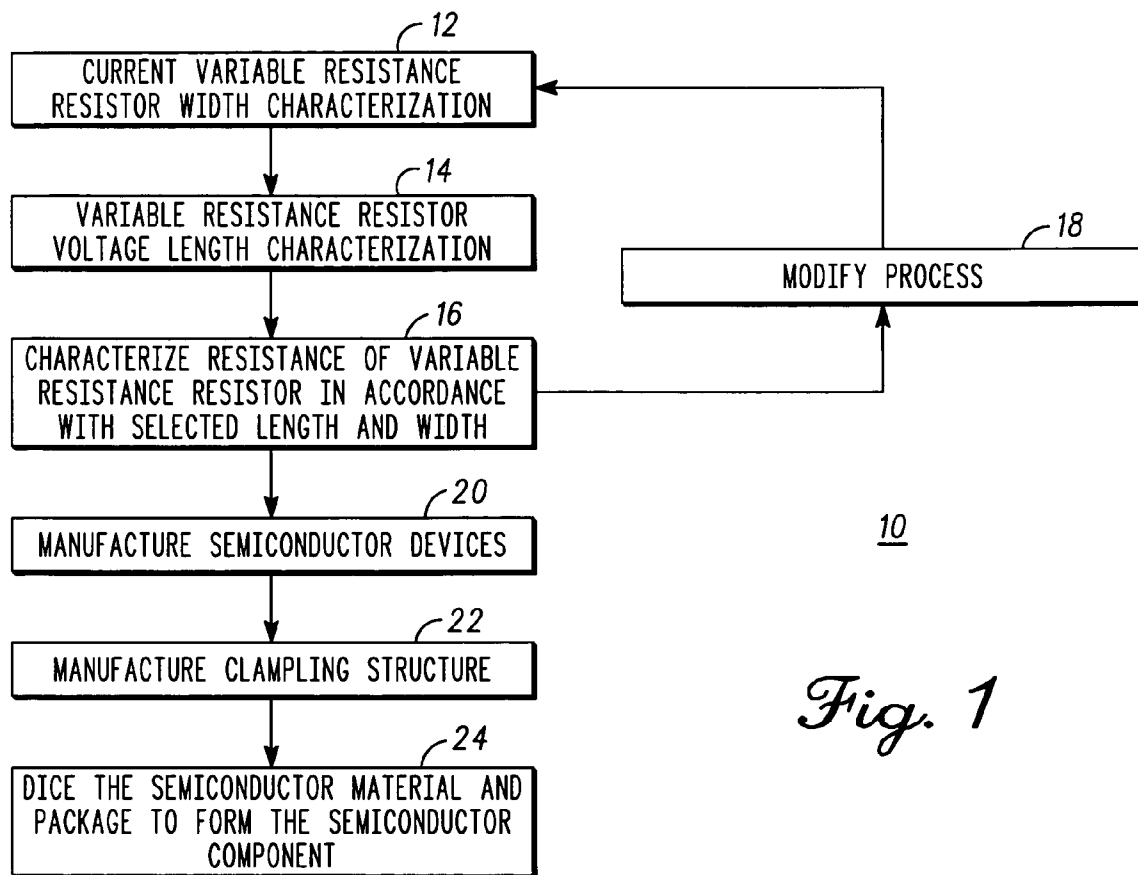 12
CURRENT VARIABLE RESISTANCE
RESISTOR WIDTH CHARACTERIZATION
14
VARIABLE RESISTANCE RESISTOR
VOLTAGE LENGTH CHARACTERIZATION
18
MODIFY PROCESS
16
CHARACTERIZE RESISTANCE OF VARIABLE
RESISTANCE RESISTOR IN ACCORDANCE
WITH SELECTED LENGTH AND WIDTH
20
MANUFACTURE SEMICONDUCTOR DEVICES
10
22
MANUFACTURE CLAMPLING STRUCTURE
Fig. 1
24
DICE THE SEMICONDUCTOR MATERIAL AND
PACKAGE TO FORM THE SEMICONDUCTOR
COMPONENT